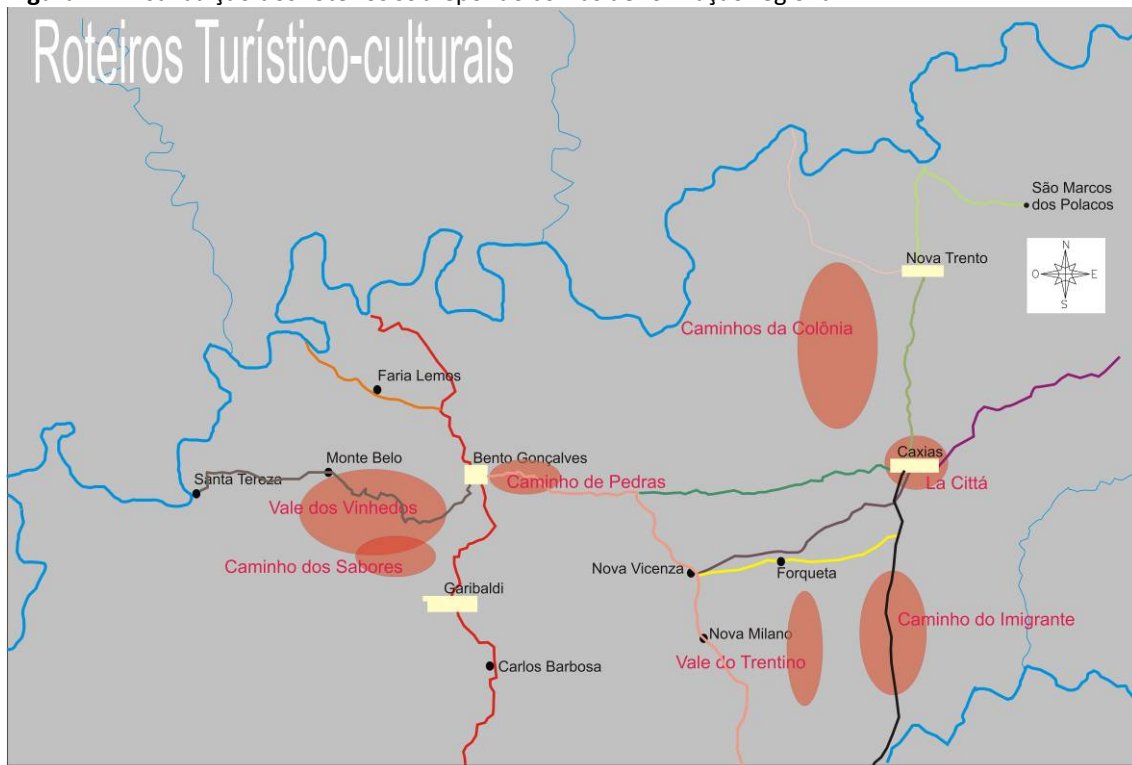 Roteiros Turístico-culturais
São Marcos
dos Polacos
N
O
E
S
Nova Trento
Caminhos da Colônia
Faria Lemos
Bento Gonçalves
Monte Belo
Caxias
Santa Tereza
Caminho de Pedras
La Cittá
Vale dos Vinhedos
Caminho dos Sabores
Nova Vicenza
Forqueta
Garibaldi
Caminho do Imigrante
Nova Milano
Vale do Trentino
Carlos Barbosa